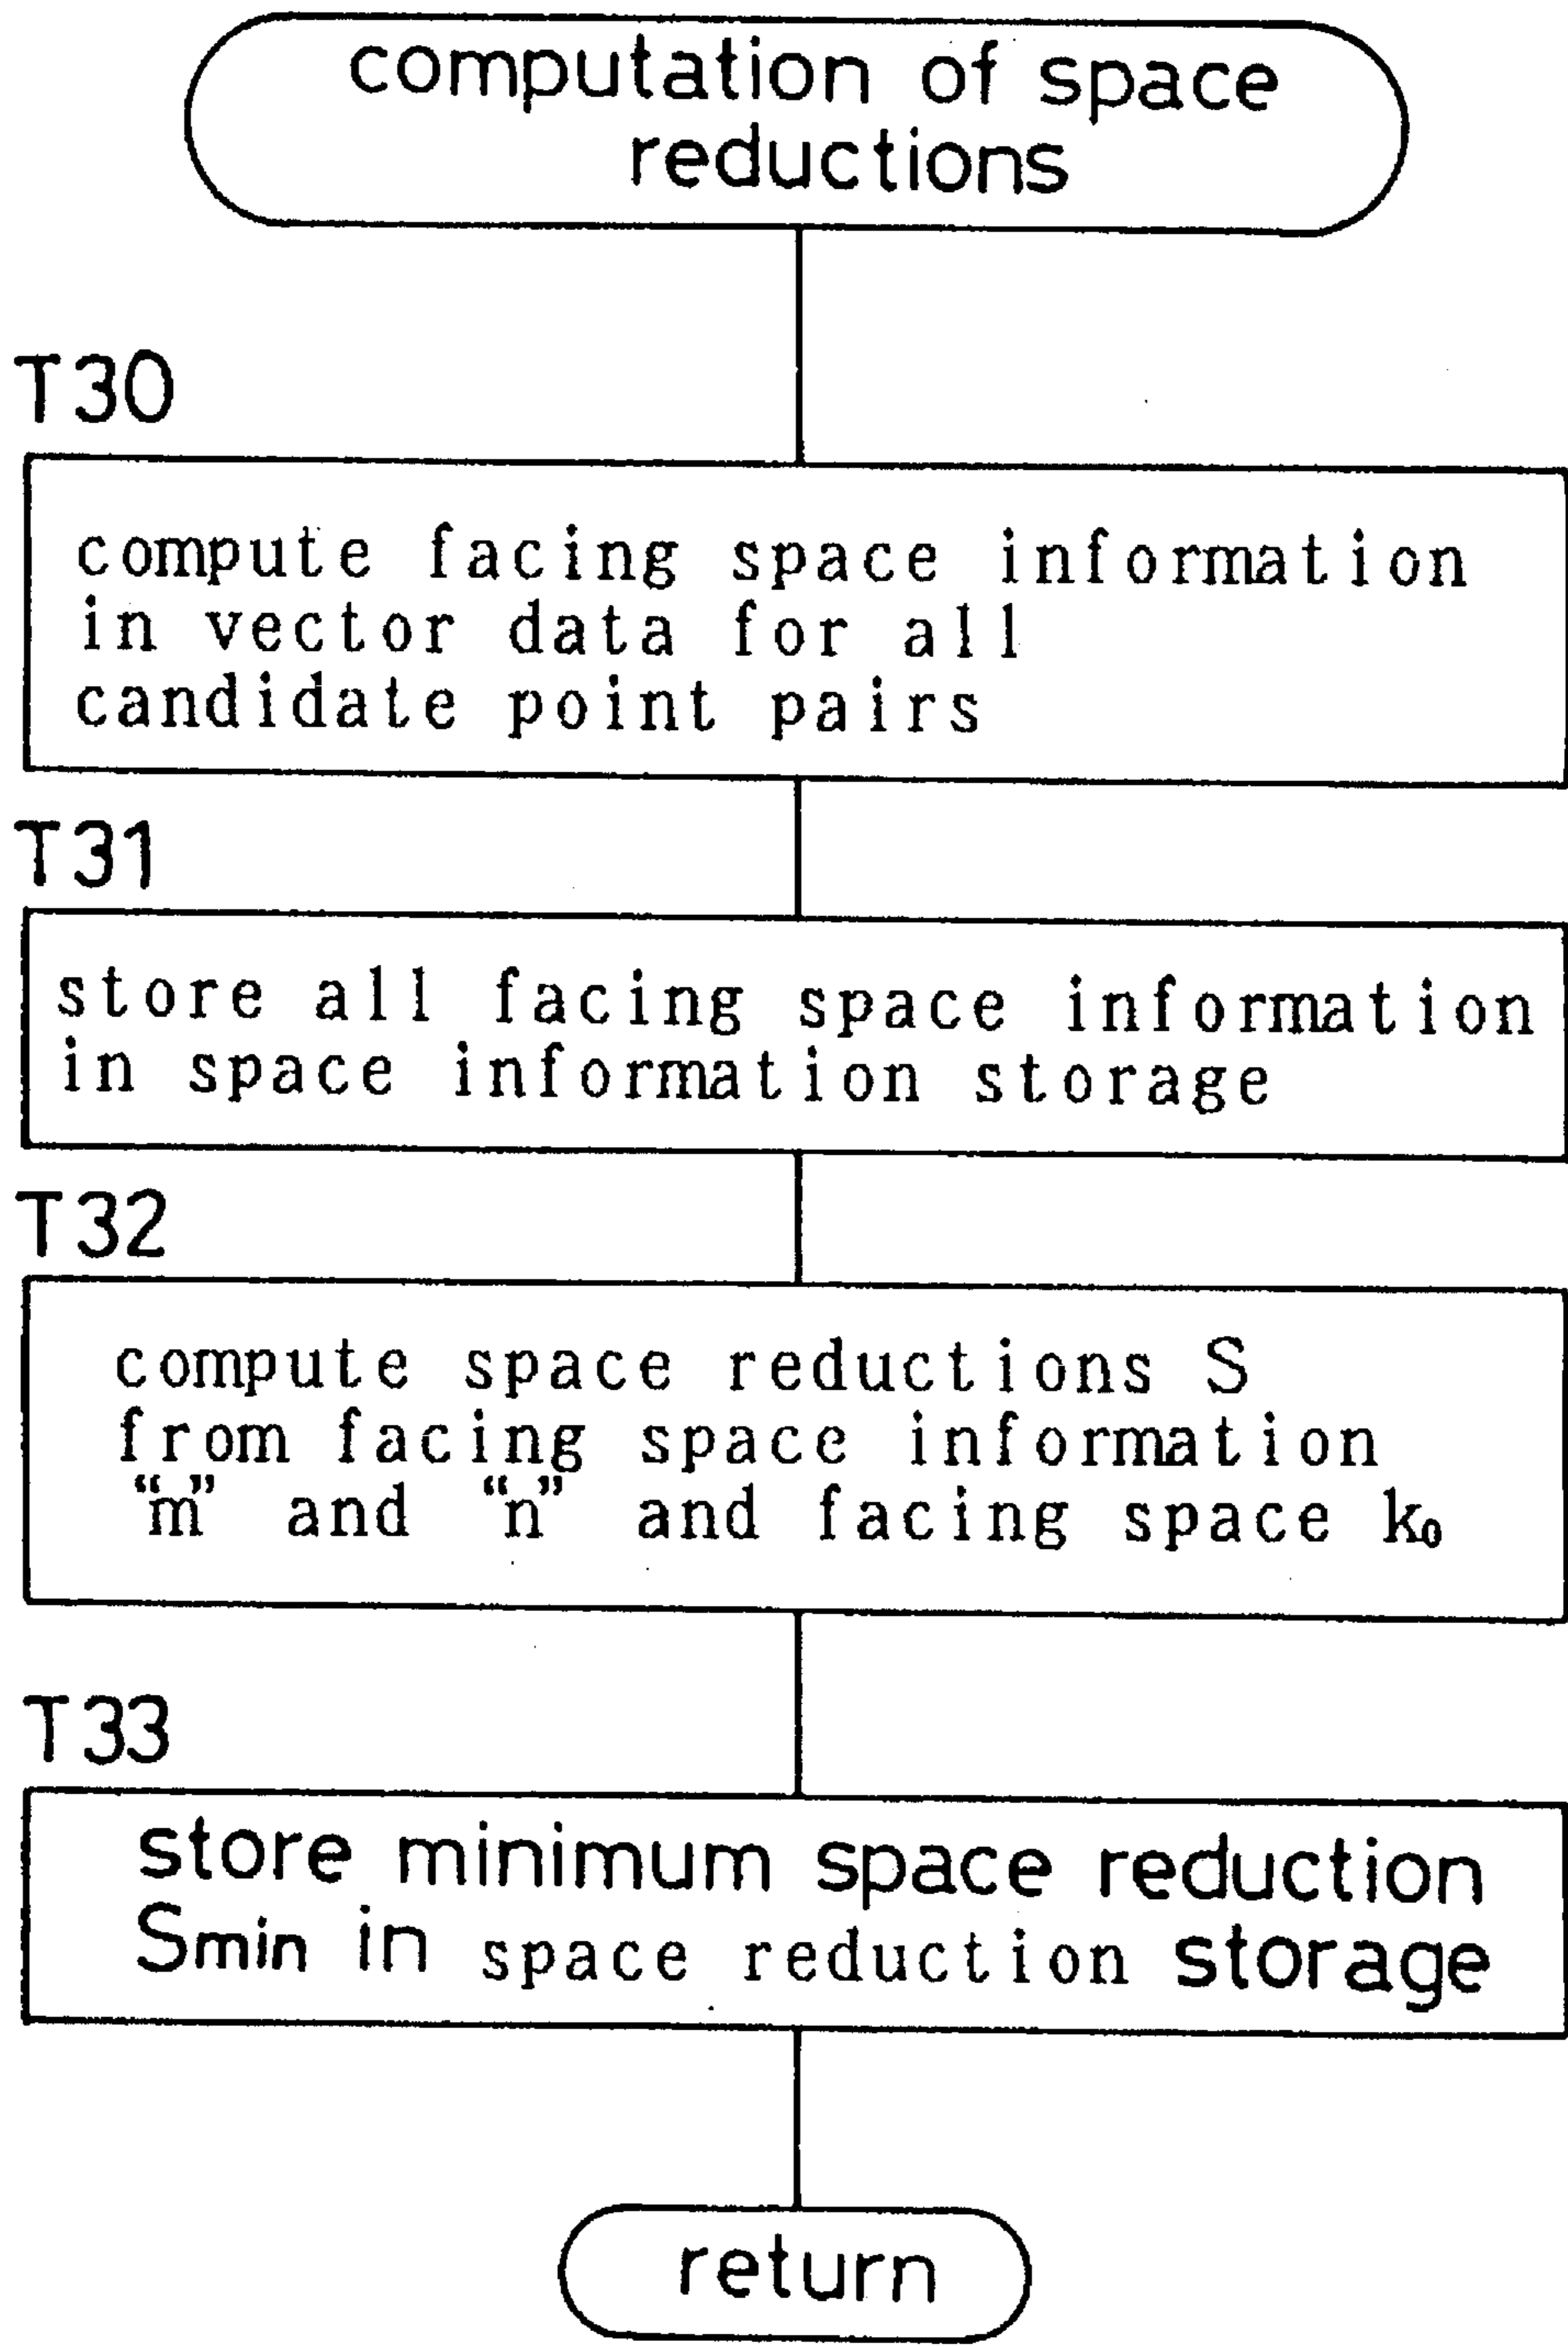 computation of space
reductions
T30
compute facing space information
in vector data for all
candidate point pairs
T31
store all facing space information
in space information storage
T32
compute space reductions S
from facing space information
“m” and “n” and facing space k₀
T33
store minimum space reduction
Smin in space reduction storage
return